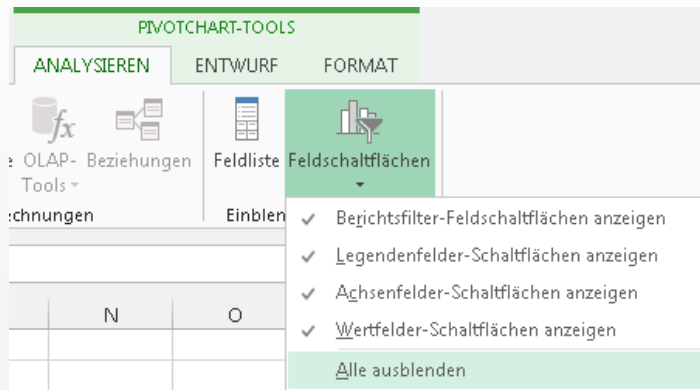 PIVOTCHART-TOOLS
ANALYSIEREN ENTWURF FORMAT
OLAP- Beziehungen Feldliste Feldschaltflächen
Tools
chnungen Einblen
Berichtsfilter-Feldschaltflächen anzeigen
Legendenfelder-Schaltflächen anzeigen
Achsenfelder-Schaltflächen anzeigen
Wertfelder-Schaltflächen anzeigen
Alle ausblenden
N O